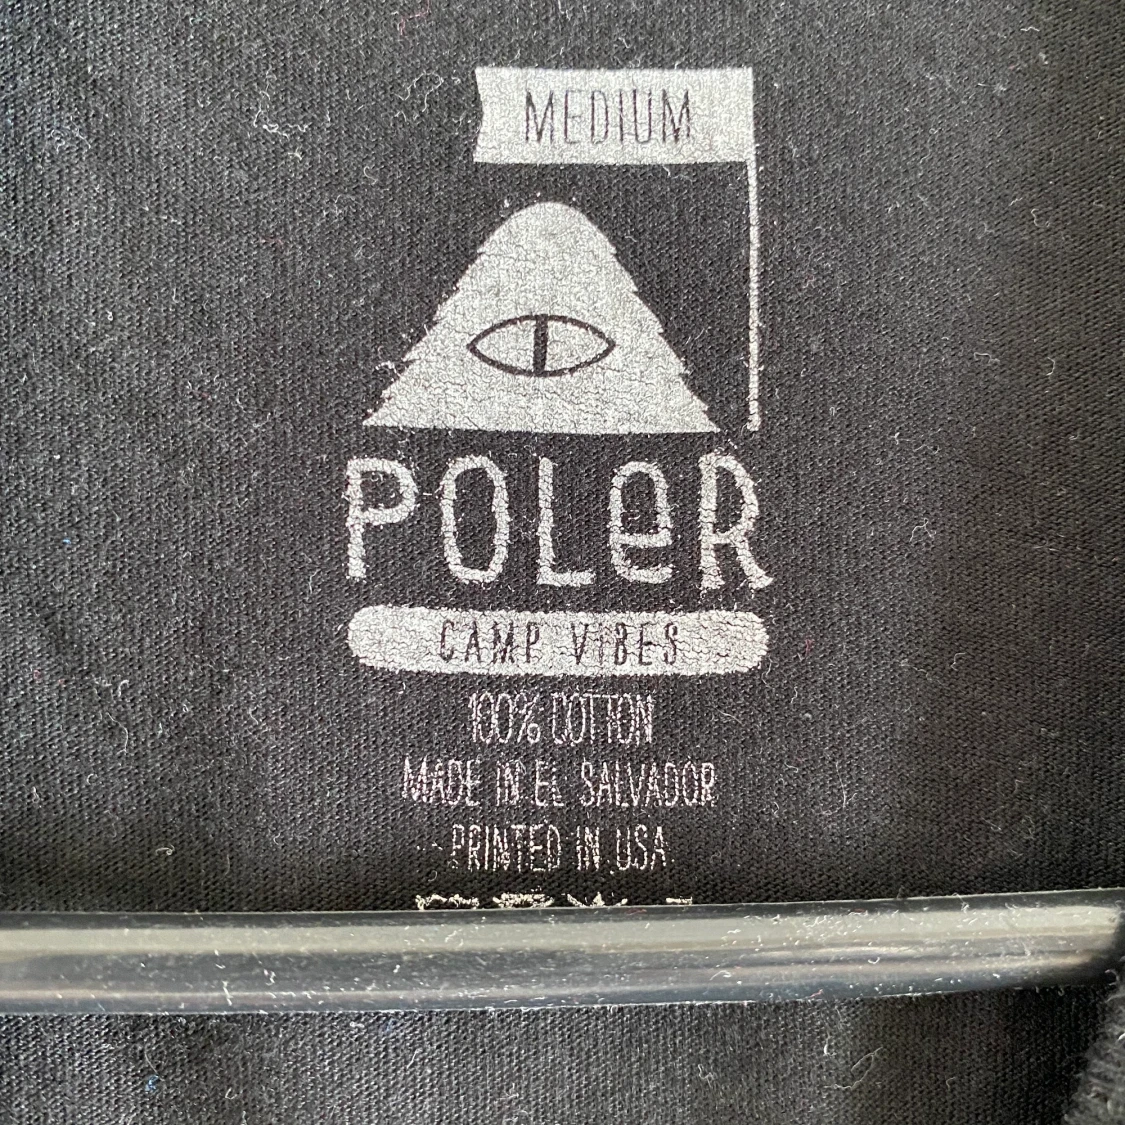 MEDIUM
POLeR
CAMP VIBES
100% COTTON
MADE IN EL SALVADOR
PRINTED IN USA